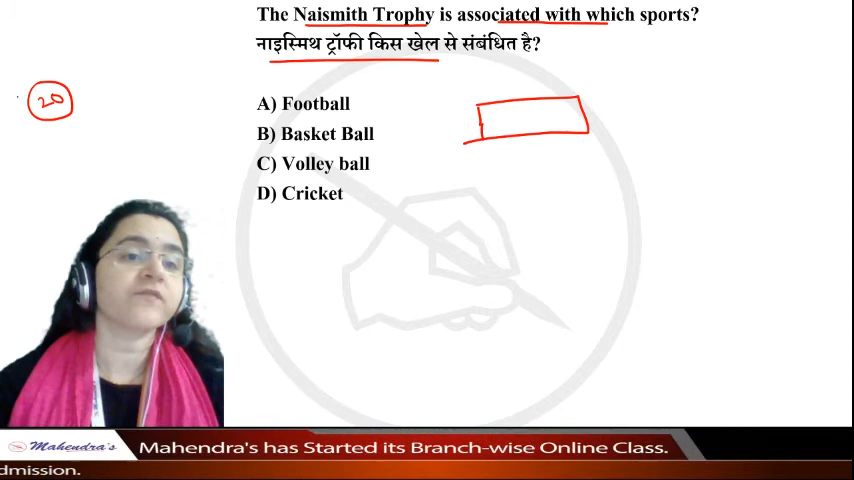 The Naismith Trophy is associated with which sports?
नाइस्मिथ ट्रॉफी किस खेल से संबंधित है?
20
A) Football
B) Basket Ball
C) Volley ball
D) Cricket
Mahendra's
Mahendra's has Started its Branch-wise Online Class.
dmission.